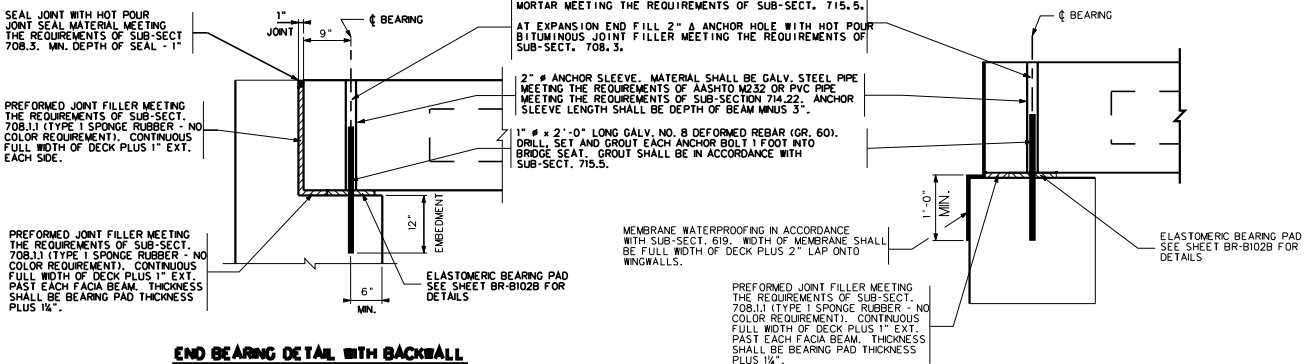 SEAL JOINT WITH HOT POUR
JOINT SEAL MATERIAL MEETING
THE REQUIREMENTS OF SUB-SECT
708.3. MIN. DEPTH OF SEAL - 1"
PREFORMED JOINT FILLER MEETING
THE REQUIREMENTS OF SUB-SECT.
708.1.1 (TYPE 1 SPONGE RUBBER - NO
COLOR REQUIREMENT). CONTINUOUS
FULL WIDTH OF DECK PLUS 1" EXT.
EACH SIDE.
PREFORMED JOINT FILLER MEETING
THE REQUIREMENTS OF SUB-SECT.
708.1.1 (TYPE 1 SPONGE RUBBER - NO
COLOR REQUIREMENT). CONTINUOUS
FULL WIDTH OF DECK PLUS 1" EXT.
PAST EACH FACIA BEAM. THICKNESS
SHALL BE BEARING PAD THICKNESS
PLUS 1¼".
1"
JOINT
9"
℄ BEARING
12"
EMBEDMENT
6"
MIN.
ELASTOMERIC BEARING PAD
SEE SHEET BR-B102B FOR
DETAILS
END BEARING DETAIL WITH BACKWALL
MORTAR MEETING THE REQUIREMENTS OF SUB-SECT. 715.5.
AT EXPANSION END FILL 2" Δ ANCHOR HOLE WITH HOT POUR
BITUMINOUS JOINT FILLER MEETING THE REQUIREMENTS OF
SUB-SECT. 708.3.
2" ø ANCHOR SLEEVE. MATERIAL SHALL BE GALV. STEEL PIPE
MEETING THE REQUIREMENTS OF AASHTO M232 OR PVC PIPE
MEETING THE REQUIREMENTS OF SUB-SECTION 714.22. ANCHOR
SLEEVE LENGTH SHALL BE DEPTH OF BEAM MINUS 3".
1" ø x 2'-0" LONG GALV. NO. 8 DEFORMED REBAR (GR. 60).
DRILL, SET AND GROUT EACH ANCHOR BOLT 1 FOOT INTO
BRIDGE SEAT. GROUT SHALL BE IN ACCORDANCE WITH
SUB-SECT. 715.5.
℄ BEARING
1'-0"
MIN.
MEMBRANE WATERPROOFING IN ACCORDANCE
WITH SUB-SECT. 619. WIDTH OF MEMBRANE SHALL
BE FULL WIDTH OF DECK PLUS 2" LAP ONTO
WINGWALLS.
ELASTOMERIC BEARING PAD
SEE SHEET BR-B102B FOR
DETAILS
PREFORMED JOINT FILLER MEETING
THE REQUIREMENTS OF SUB-SECT.
708.1.1 (TYPE 1 SPONGE RUBBER - NO
COLOR REQUIREMENT). CONTINUOUS
FULL WIDTH OF DECK PLUS 1" EXT.
PAST EACH FACIA BEAM. THICKNESS
SHALL BE BEARING PAD THICKNESS
PLUS 1¼".